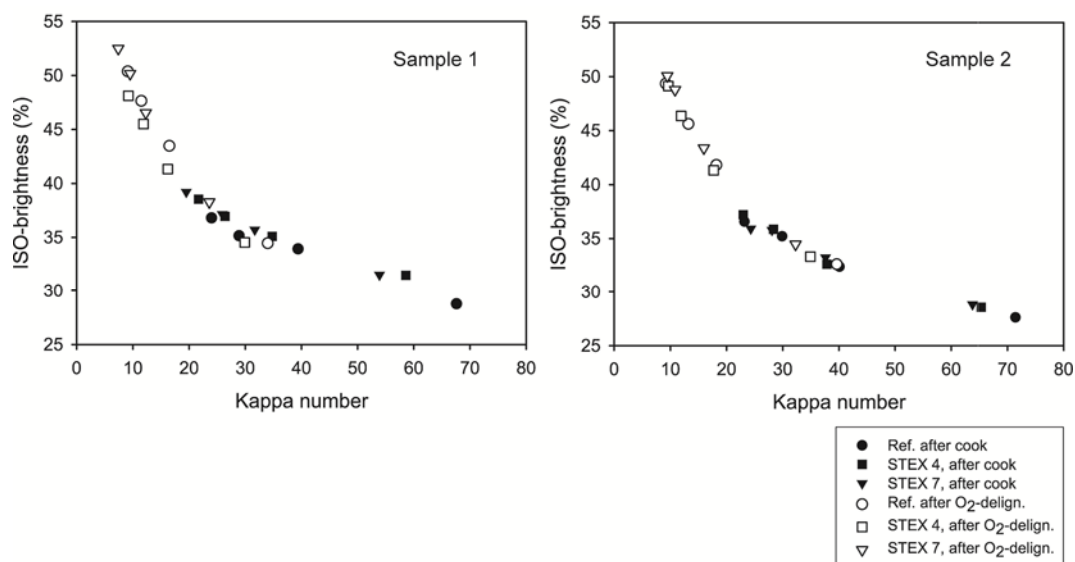 55
50
45
40
35
30
25
ISO-brightness (%)
Sample 1
0 10 20 30 40 50 60 70 80
Kappa number
55
50
45
40
35
30
25
ISO-brightness (%)
Sample 2
0 10 20 30 40 50 60 70 80
Kappa number
Ref. after cook
STEX 4, after cook
STEX 7, after cook
Ref. after O2-delign.
STEX 4, after O2-delign.
STEX 7, after O2-delign.